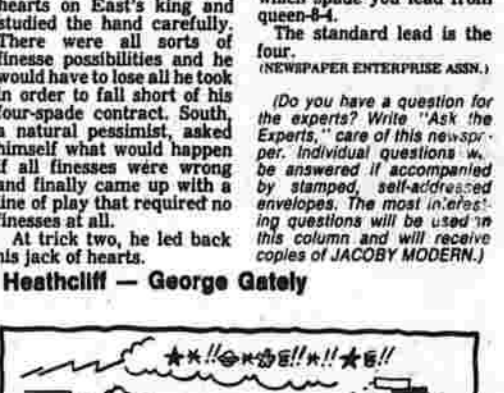 hearts on East's king and
studied the hand carefully.
There were all sorts of
finesse possibilities and he
would have to lose all he took
in order to fall short of his
four-spade contract. South,
a natural pessimist, asked
himself what would happen
if all finesses were wrong
and finally came up with a
line of play that required no
finesses at all.
At trick two, he led back
his jack of hearts.
which spade you lead from
queen-8-4.
The standard lead is the
four.
(NEWSPAPER ENTERPRISE ASSN.)
(Do you have a question for
the experts? Write "Ask the
Experts," care of this newspa-
per. Individual questions w
be answered if accompanied
by stamped, self-addressed
envelopes. The most interest-
ing questions will be used in
this column and will receive
copies of JACOBY MODERN.)
Heathcliff — George Gately